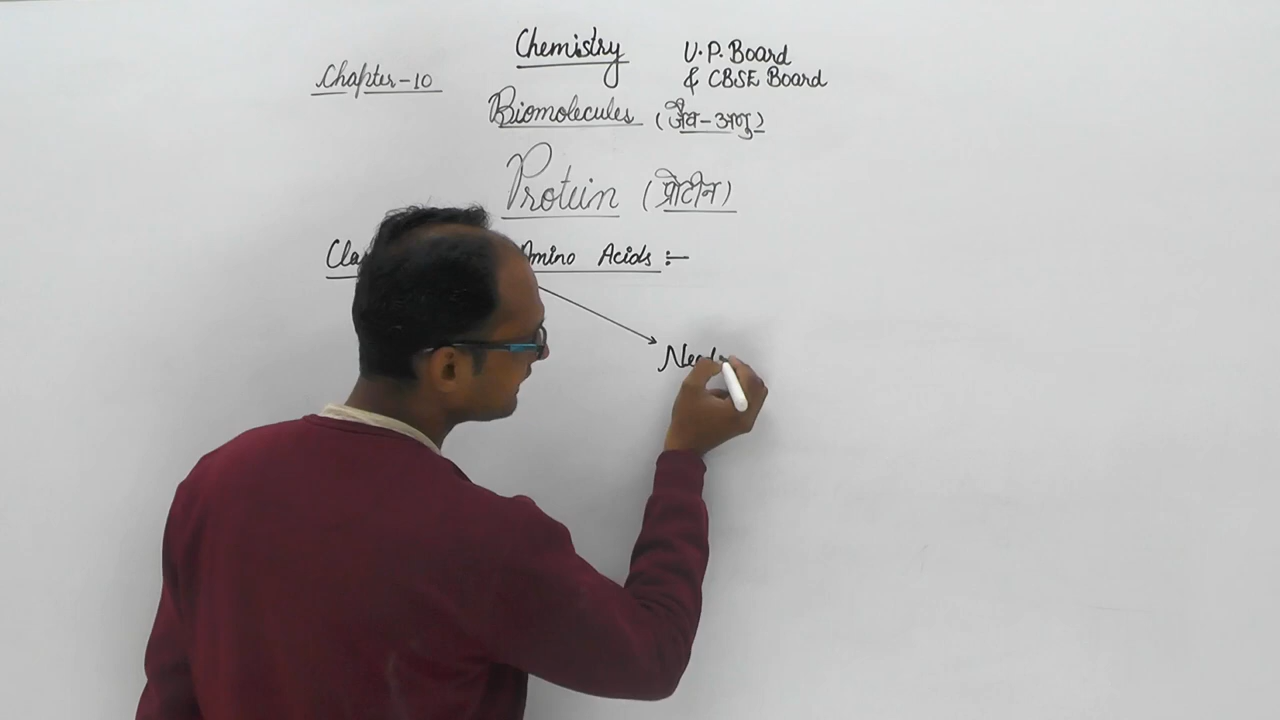 Chemistry
U.P. Board
& CBSE Board
Chapter-10
Biomolecules (जैव-अणु)
Protein (प्रोटीन)
Amino Acids :-